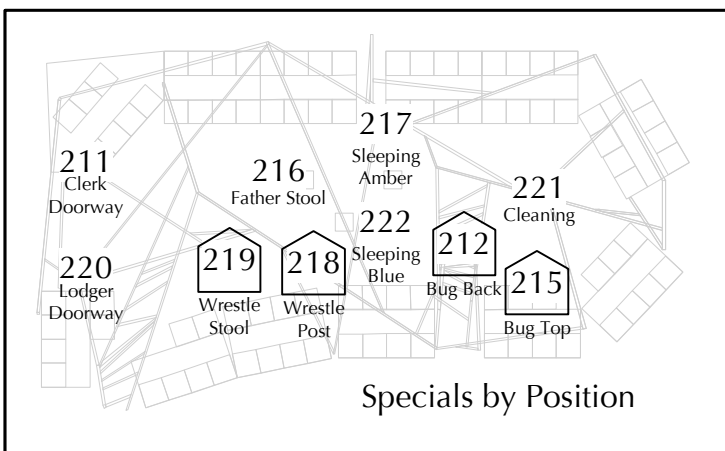 217
Sleeping
Amber
211
Clerk
Doorway
216
Father Stool
221
Cleaning
222
Sleeping
Blue
212
Bug Back
220
Lodger
Doorway
219
Wrestle
Stool
218
Wrestle
Post
215
Bug Top
Specials by Position